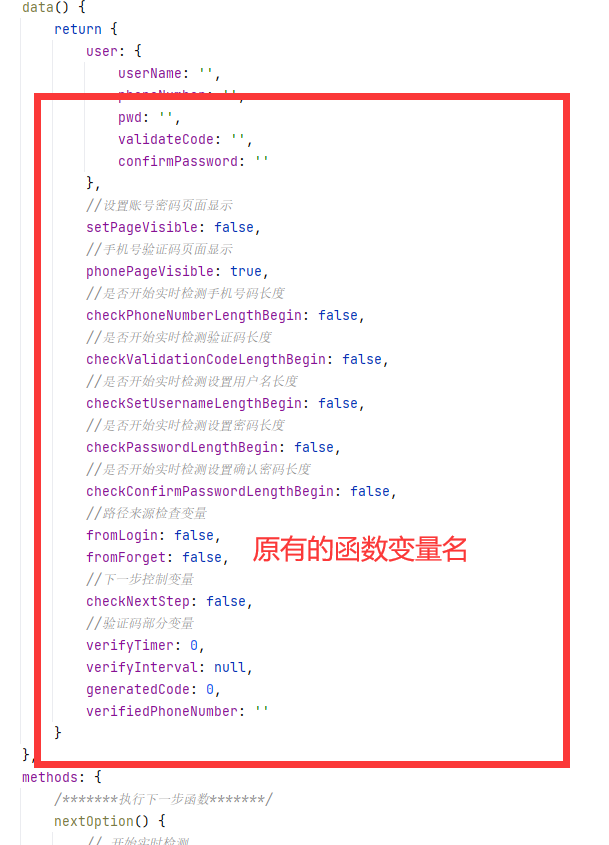 data() {
return {
user: {
userName: '',
phoneNumber: '',
pwd: '',
validateCode: '',
confirmPassword: ''
},
//设置账号密码页面显示
setPageVisible: false,
//手机号验证码页面显示
phonePageVisible: true,
//是否开始实时检测手机号码长度
checkPhoneNumberLengthBegin: false,
//是否开始实时检测验证码长度
checkValidationCodeLengthBegin: false,
//是否开始实时检测设置用户名长度
checkSetUsernameLengthBegin: false,
//是否开始实时检测设置密码长度
checkPasswordLengthBegin: false,
//是否开始实时检测设置确认密码长度
checkConfirmPasswordLengthBegin: false,
//路径来源检查变量
fromLogin: false,
fromForget: false,
原有的函数变量名
//下一步控制变量
checkNextStep: false,
//验证码部分变量
verifyTimer: 0,
verifyInterval: null,
generatedCode: 0,
verifiedPhoneNumber: ''
}
},
methods: {
/*******执行下一步函数*******/
nextOption() {
// 开始实时检测